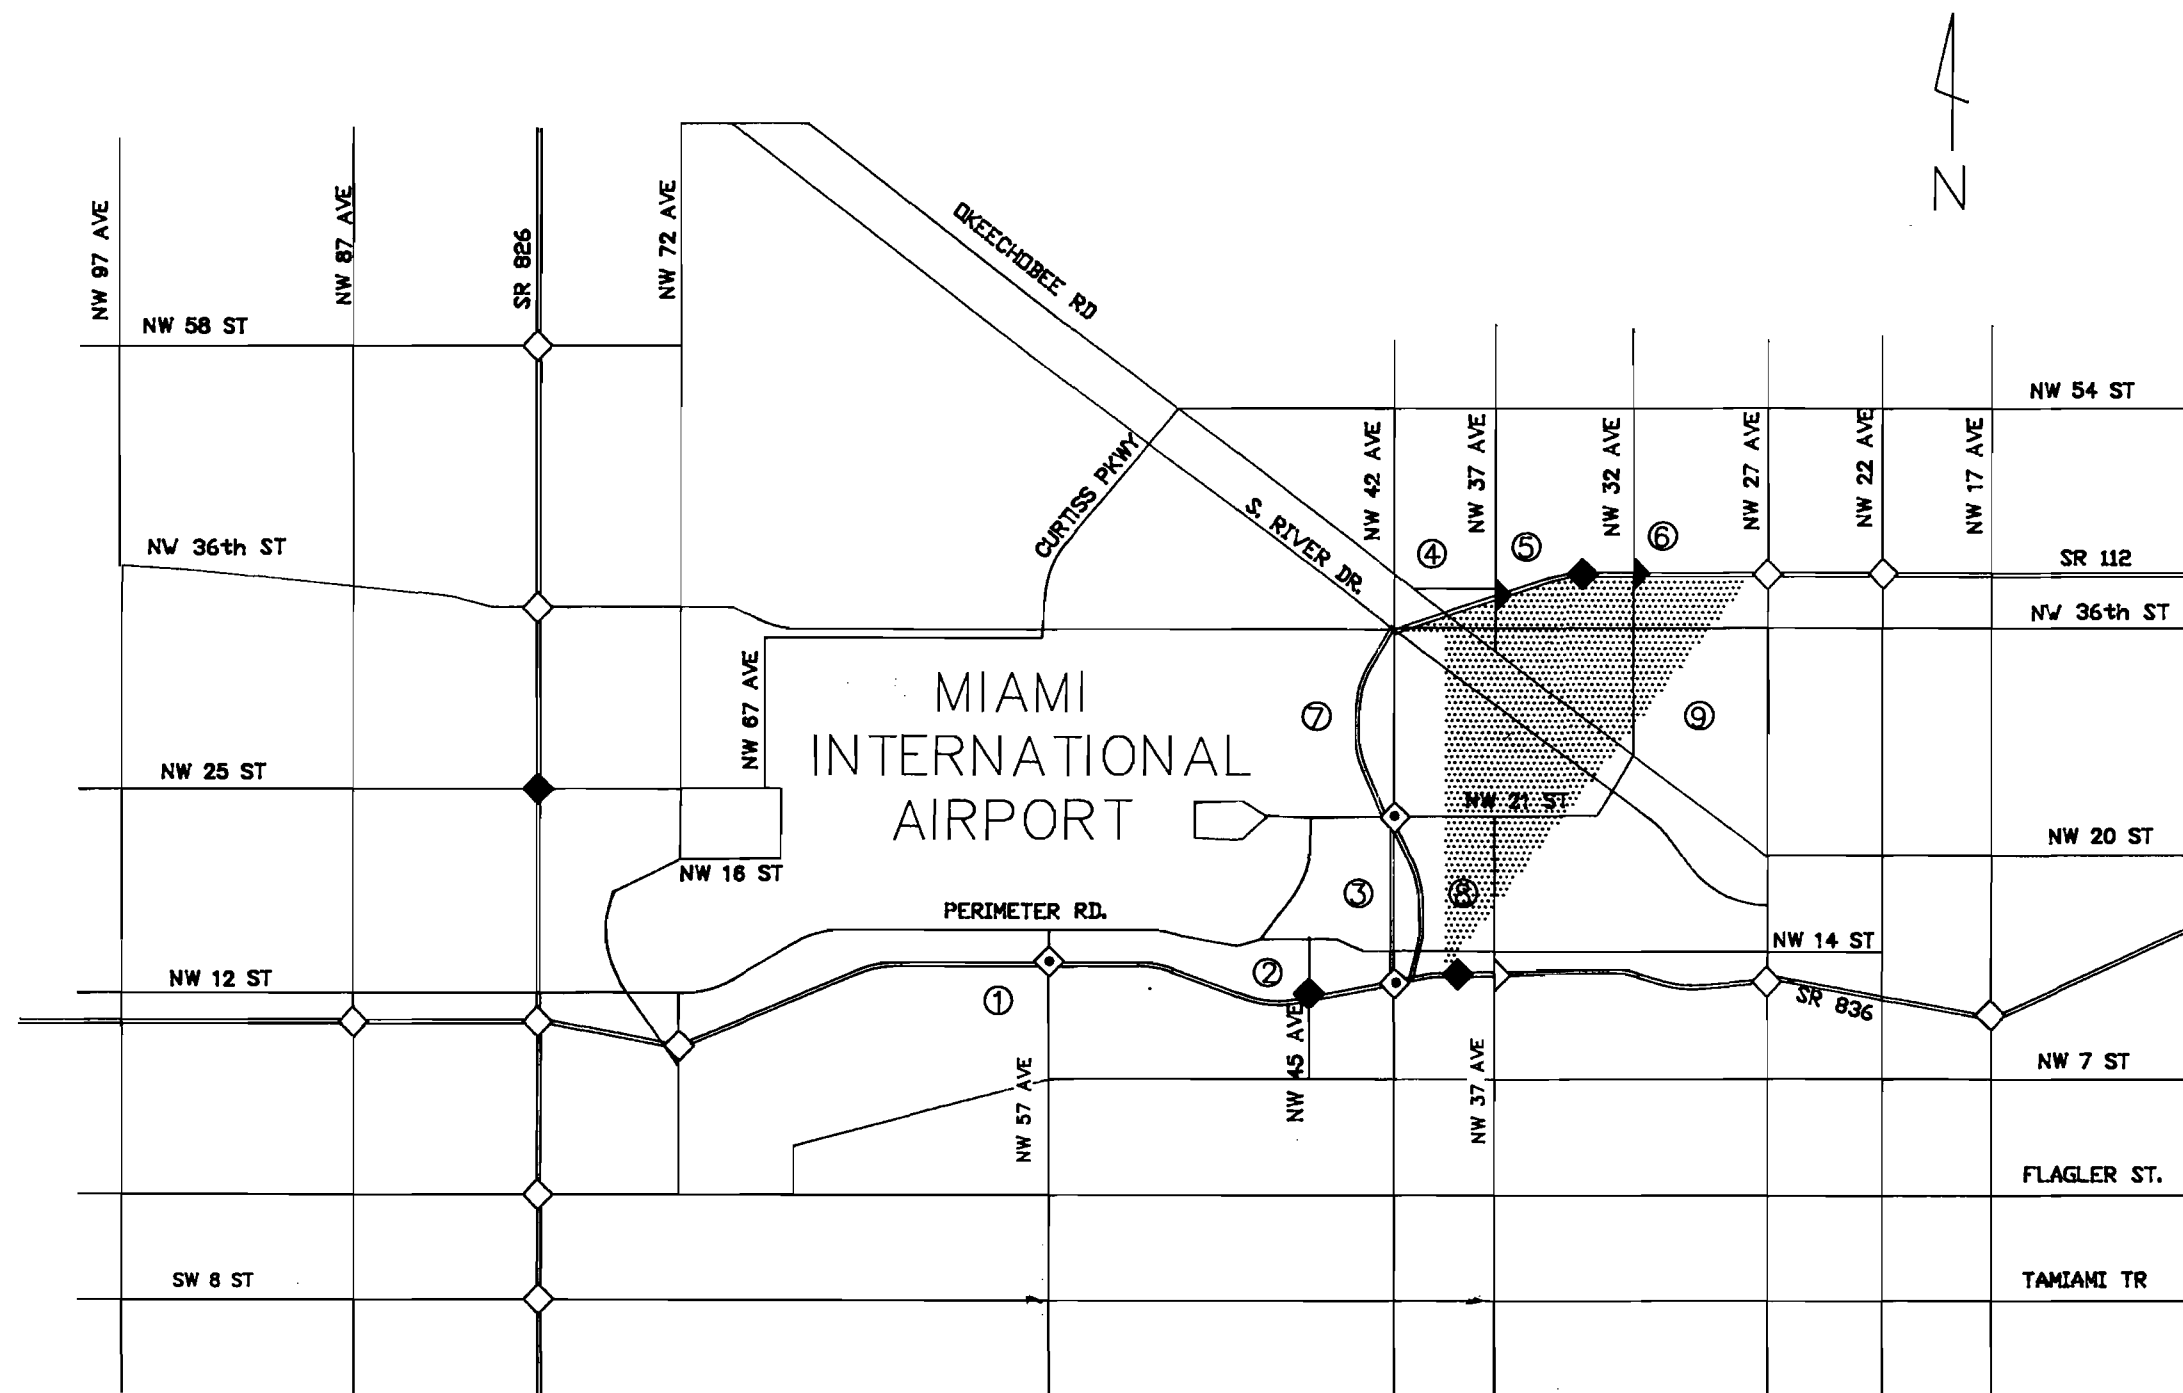 N
NW 97 AVE
NW 87 AVE
SR 826
NW 72 AVE
OKEECHOBEE RD
NW 58 ST
NW 54 ST
NW 42 AVE
NW 37 AVE
NW 32 AVE
NW 27 AVE
NW 22 AVE
NW 17 AVE
CURTISS PKWY
S. RIVER DR.
NW 36th ST
4
5
6
SR 112
NW 36th ST
NW 67 AVE
MIAMI
INTERNATIONAL
AIRPORT
7
9
NW 25 ST
NW 21 ST
NW 20 ST
NW 16 ST
3
8
PERIMETER RD.
NW 14 ST
NW 12 ST
1
2
SR 836
NW 45 AVE
NW 57 AVE
NW 37 AVE
NW 7 ST
FLAGLER ST.
SW 8 ST
TAMIAMI TR